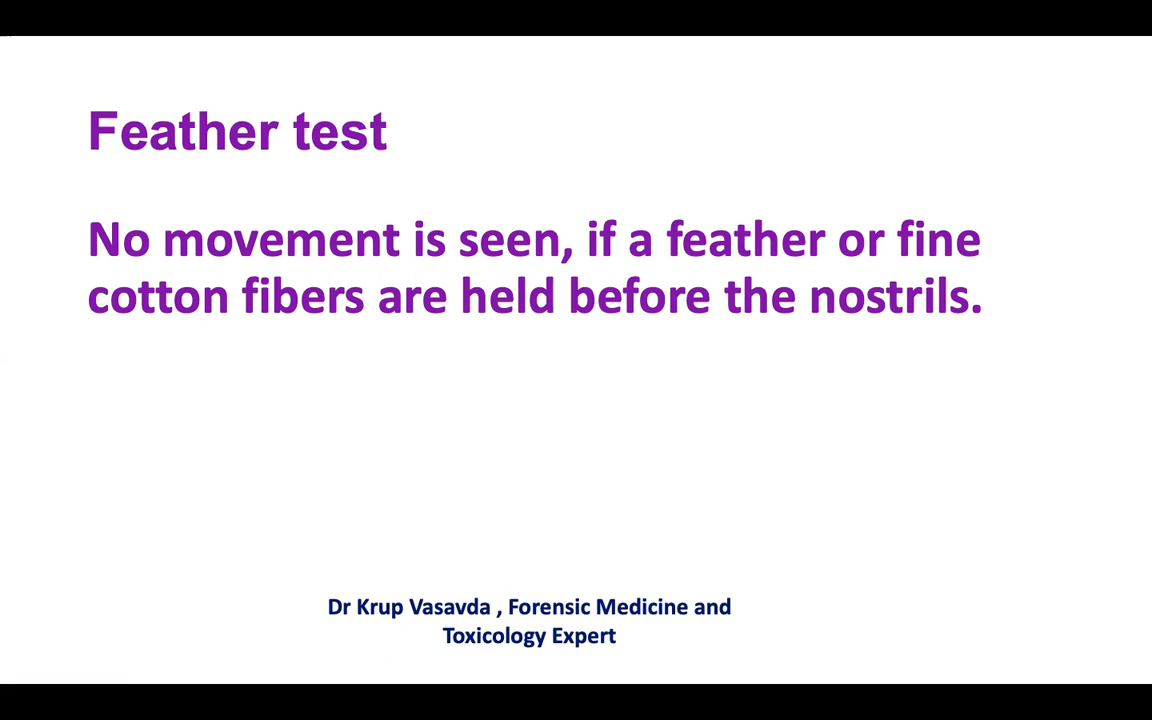 Feather test
No movement is seen, if a feather or fine
cotton fibers are held before the nostrils.
Dr Krup Vasavda , Forensic Medicine and
Toxicology Expert